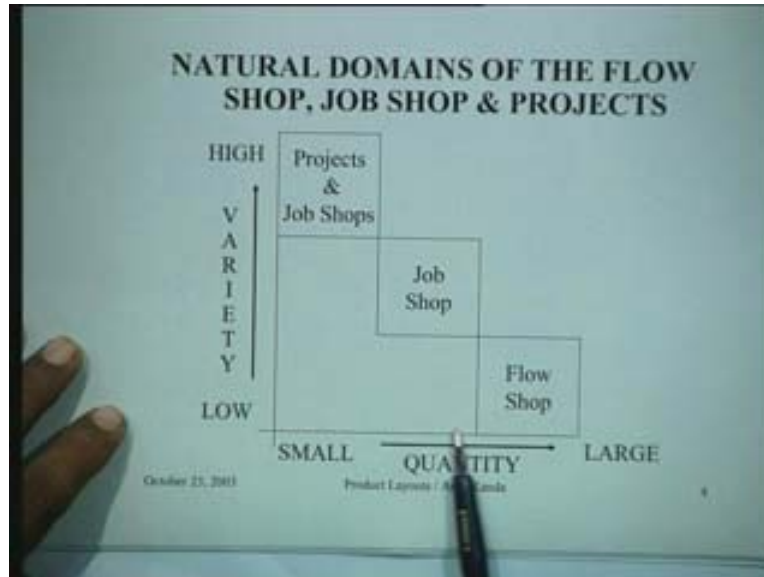 NATURAL DOMAINS OF THE FLOW
SHOP, JOB SHOP & PROJECTS
HIGH
Projects
&
Job Shops
VARIETY
Job
Shop
Flow
Shop
LOW
SMALL
QUANTITY
LARGE
October 23, 2003
Product Layouts /